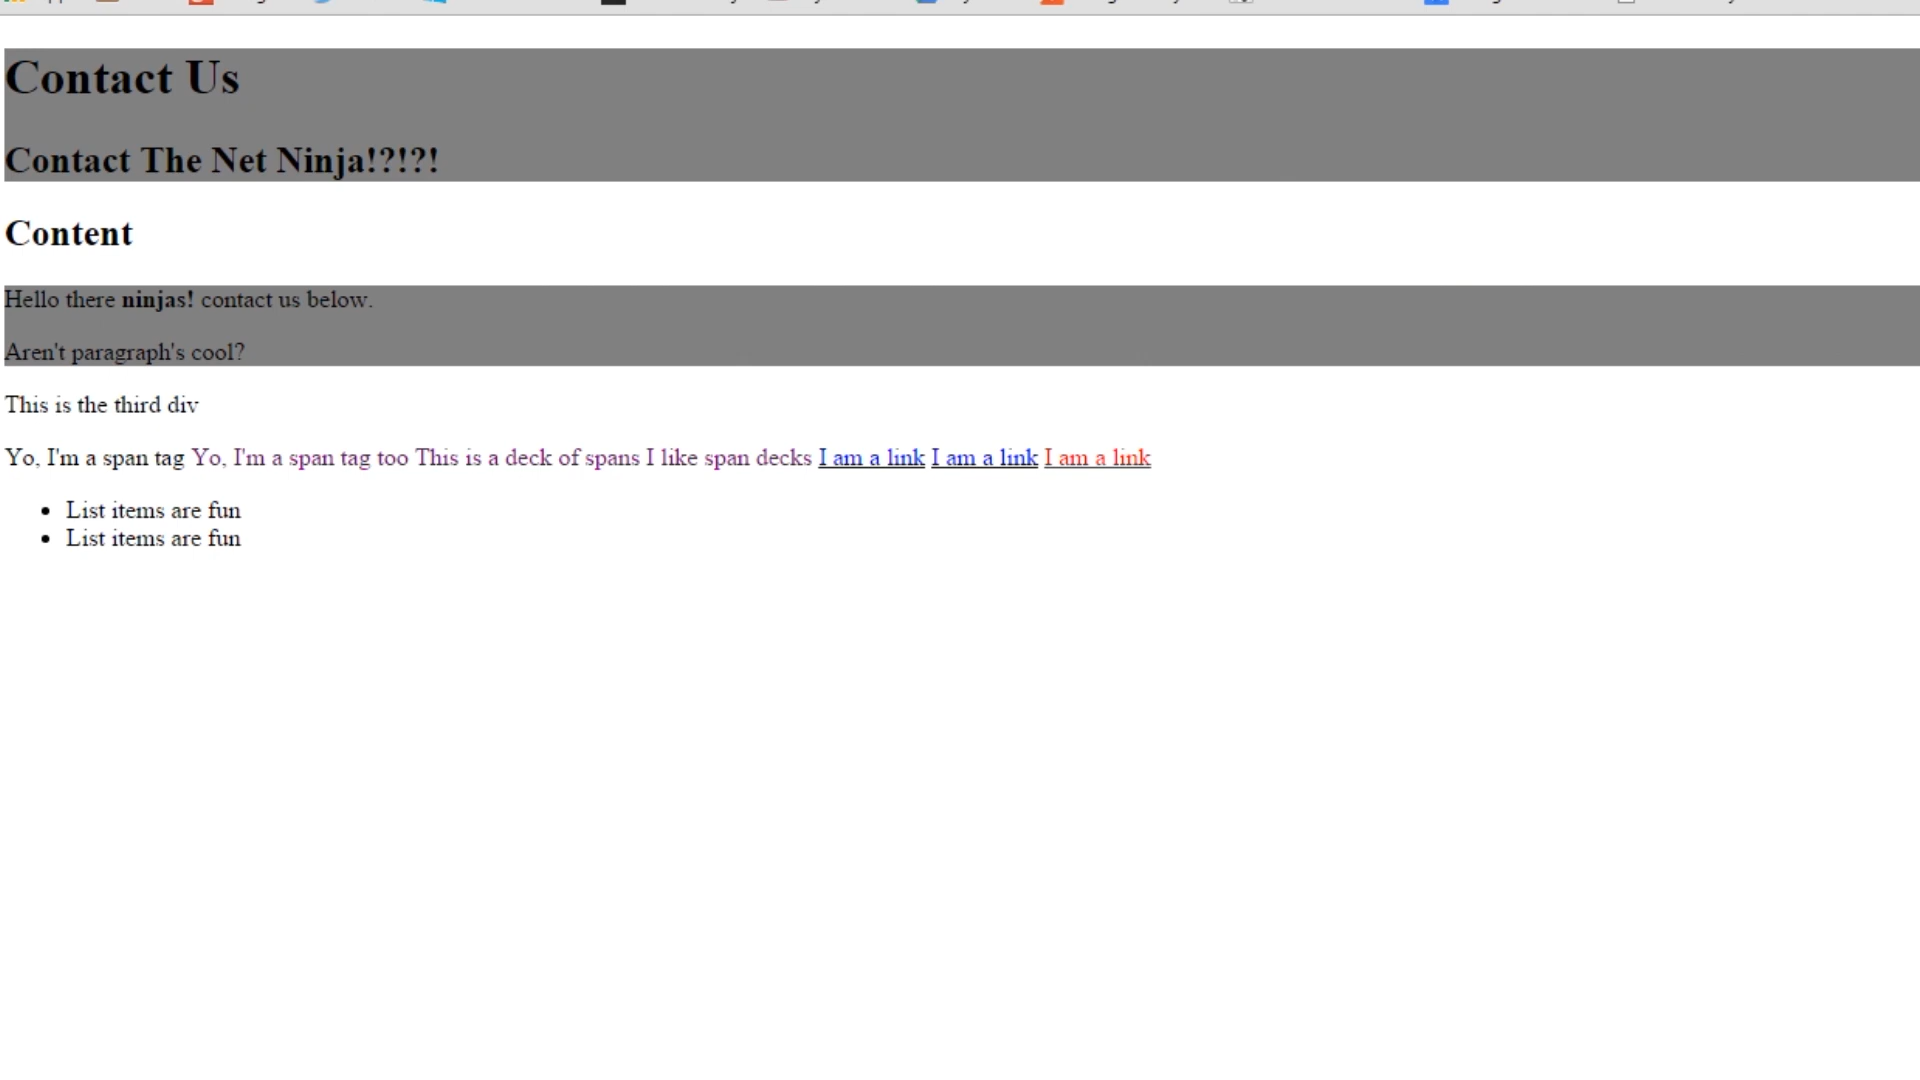 Contact Us
Contact The Net Ninja!?!?!
Content
Hello there ninjas! contact us below.
Aren't paragraph's cool?
This is the third div
Yo, I'm a span tag Yo, I'm a span tag too This is a deck of spans I like span decks I am a link I am a link I am a link
List items are fun
List items are fun